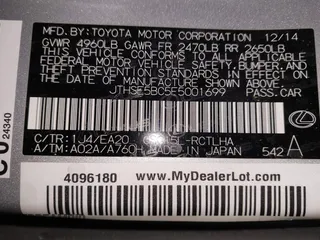 MFD. BY: TOYOTA MOTOR CORPORATION 12/14
GVWR 4960LB GAWR FR 2470LB RR 2650LB
THIS VEHICLE CONFORMS TO ALL APPLICABLE
FEDERAL MOTOR VEHICLE SAFETY, BUMPER, AND
THEFT PREVENTION STANDARDS IN EFFECT ON THE
DATE OF MANUFACTURE SHOWN ABOVE.
JTHSE5BC5E5001699 PASS.CAR
C/TR: 1J4/EA20
-RCTLHA
A/TM: A02A/A760H MADE IN JAPAN 542 A
C0 24340
4096180 www.MyDealerLot.com